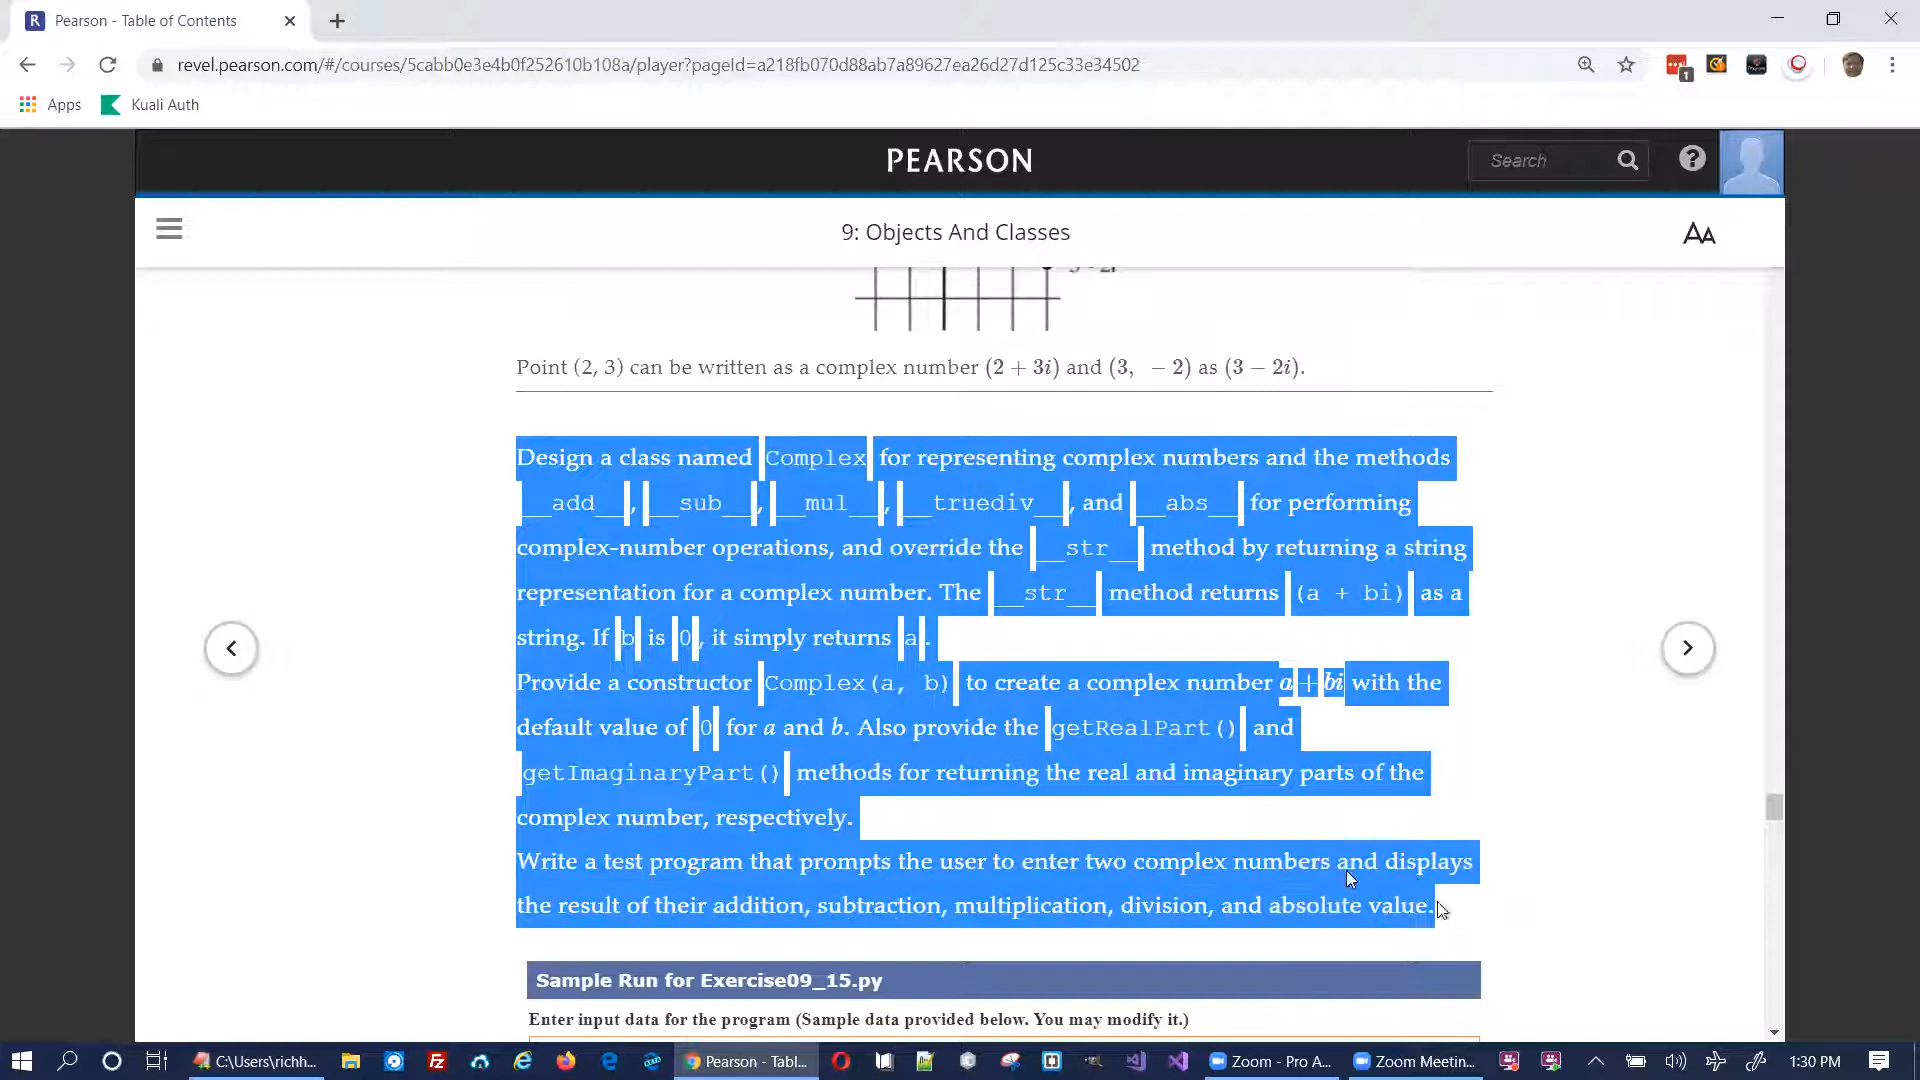 Pearson - Table of Contents
revel.pearson.com/#/courses/5cabb0e3e4b0f252610b108a/player?pageId=a218fb070d88ab7a89627ea26d27d125c33e34502
Apps
Kuali Auth
PEARSON
Search
9: Objects And Classes
AA
Point (2, 3) can be written as a complex number (2 + 3i) and (3, − 2) as (3 − 2i).
Design a class named Complex for representing complex numbers and the methods
__add__, __sub__, __mul__, __truediv__, and __abs__ for performing
complex-number operations, and override the __str__ method by returning a string
representation for a complex number. The __str__ method returns (a + bi) as a
string. If b is 0, it simply returns a.
Provide a constructor Complex(a, b) to create a complex number a + bi with the
default value of 0 for a and b. Also provide the getRealPart() and
getImaginaryPart() methods for returning the real and imaginary parts of the
complex number, respectively.
Write a test program that prompts the user to enter two complex numbers and displays
the result of their addition, subtraction, multiplication, division, and absolute value.
Sample Run for Exercise09_15.py
Enter input data for the program (Sample data provided below. You may modify it.)
C:\Users\richh...
Pearson - Tabl...
Zoom - Pro A...
Zoom Meetin...
1:30 PM